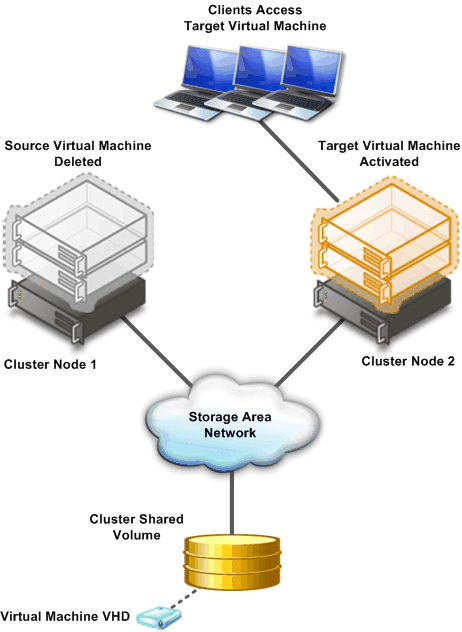 Clients Access
Target Virtual Machine
Source Virtual Machine
Deleted
Target Virtual Machine
Activated
Cluster Node 1
Cluster Node 2
Storage Area
Network
Cluster Shared
Volume
Virtual Machine VHD